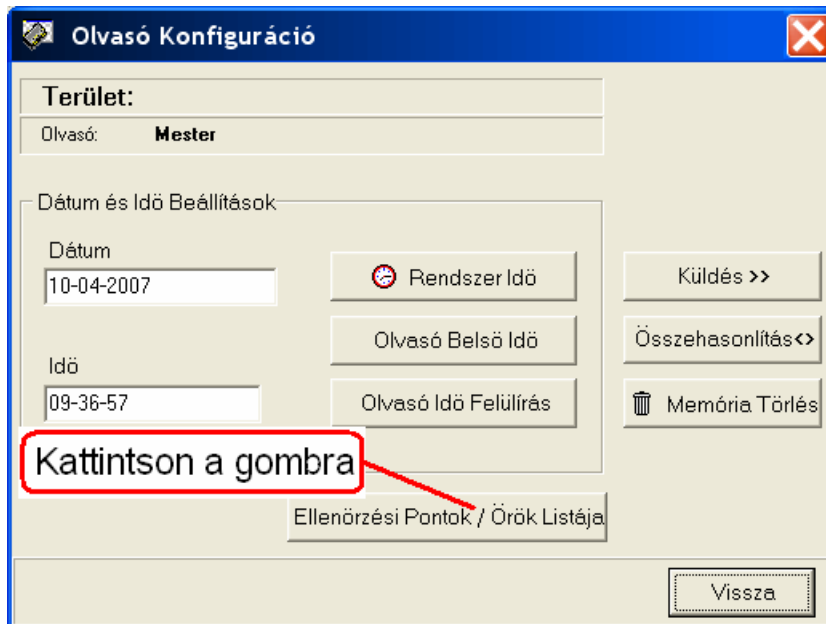 Olvasó Konfiguráció
Terület:
Olvasó: Mester
Dátum és Idö Beállítások
Dátum
10-04-2007
Rendszer Idö
Küldés >>
Olvasó Belsö Idö
Összehasonlítás<>
Idö
09-36-57
Olvasó Idö Felülírás
Memória Törlés
Kattintson a gombra
Ellenörzési Pontok / Örök Listája
Vissza